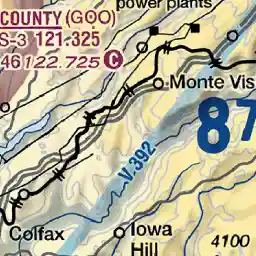 power plants
COUNTY (GOO)
S-3 121.325
46 122.725 C
Monte Vis
87
V.392
Colfax
Iowa
Hill
4100